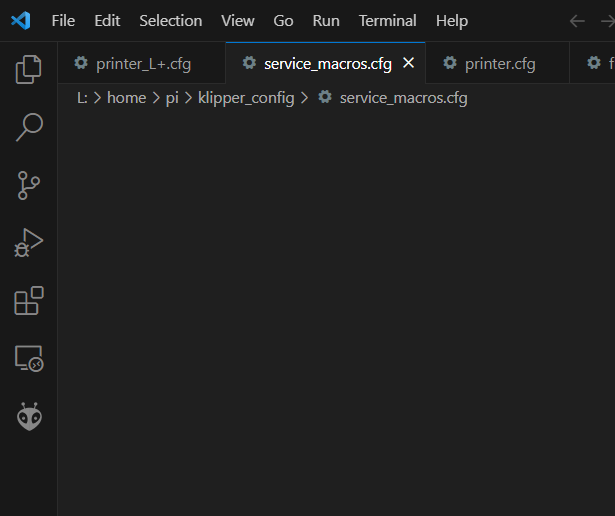 File Edit Selection View Go Run Terminal Help
printer_L+.cfg service_macros.cfg printer.cfg f
L: > home > pi > klipper_config > service_macros.cfg